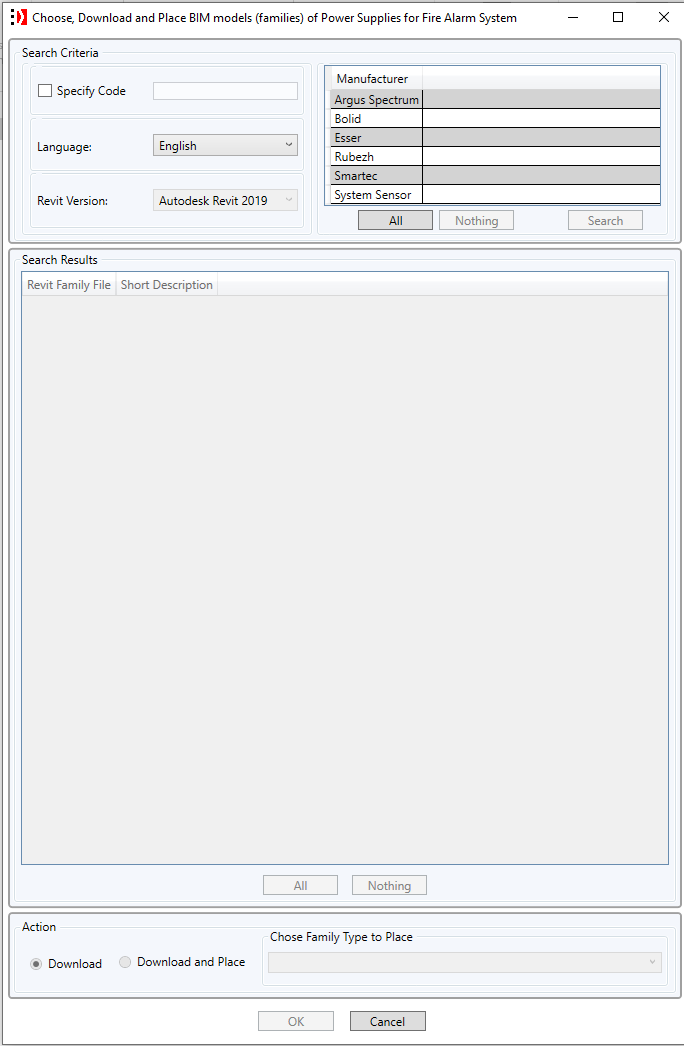 Choose, Download and Place BIM models (families) of Power Supplies for Fire Alarm System
Search Criteria
Specify Code
Language:
English
Revit Version:
Autodesk Revit 2019
Manufacturer
Argus Spectrum
Bolid
Esser
Rubezh
Smartec
System Sensor
All
Nothing
Search
Search Results
Revit Family File
Short Description
All
Nothing
Action
Download
Download and Place
Chose Family Type to Place
OK
Cancel